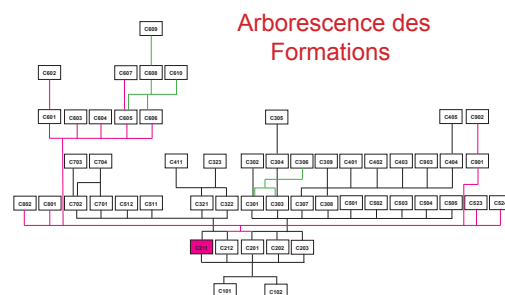 Arborescence des
Formations
C609
C602 C607 C608 C610
C601 C603 C604 C605 C606
C305 C405 C902
C703 C704 C411 C323 C302 C304 C306 C309 C401 C402 C403 C903 C404 C901
C802 C801 C702 C701 C512 C511 C321 C322 C301 C303 C307 C308 C501 C502 C503 C504 C505 C523 C524
C211 C212 C201 C202 C203
C101 C102